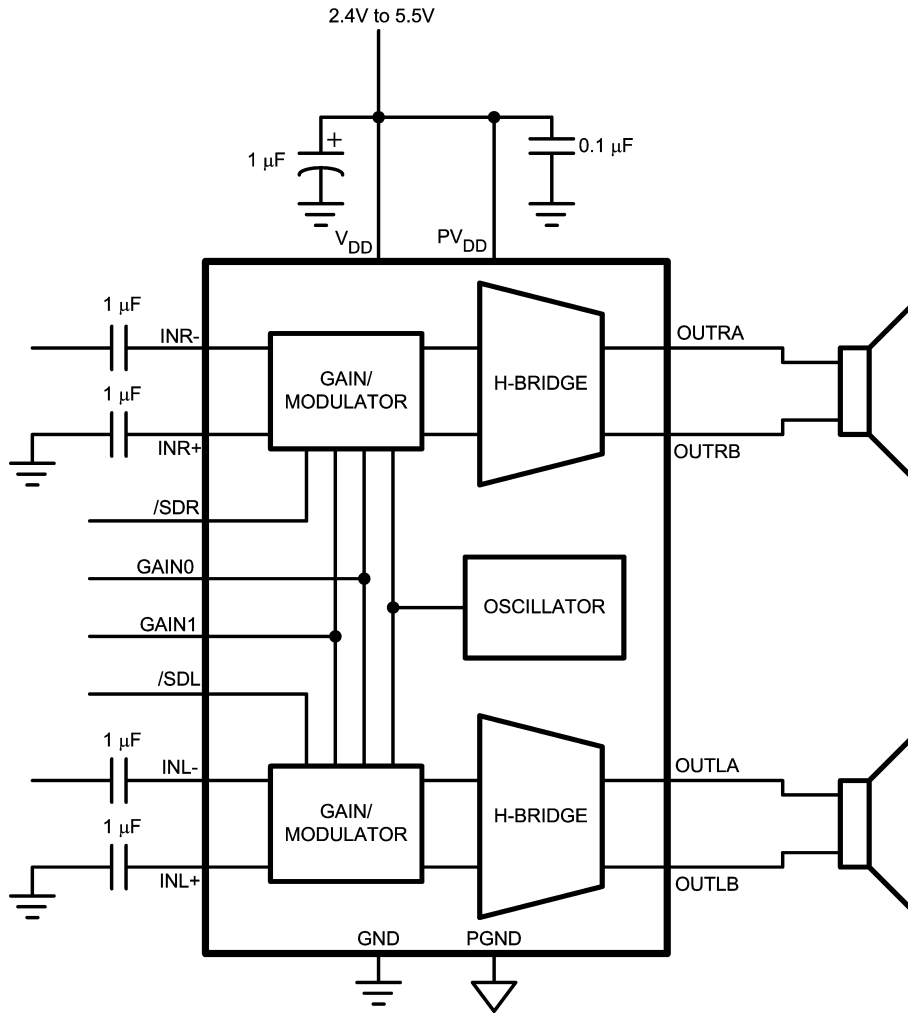 2.4V to 5.5V
1 μF
+
0.1 μF
VDD
PVDD
1 μF
INR-
OUTRA
GAIN/
MODULATOR
H-BRIDGE
1 μF
INR+
OUTRB
/SDR
GAIN0
OSCILLATOR
GAIN1
/SDL
1 μF
INL-
OUTLA
GAIN/
MODULATOR
H-BRIDGE
1 μF
INL+
OUTLB
GND
PGND